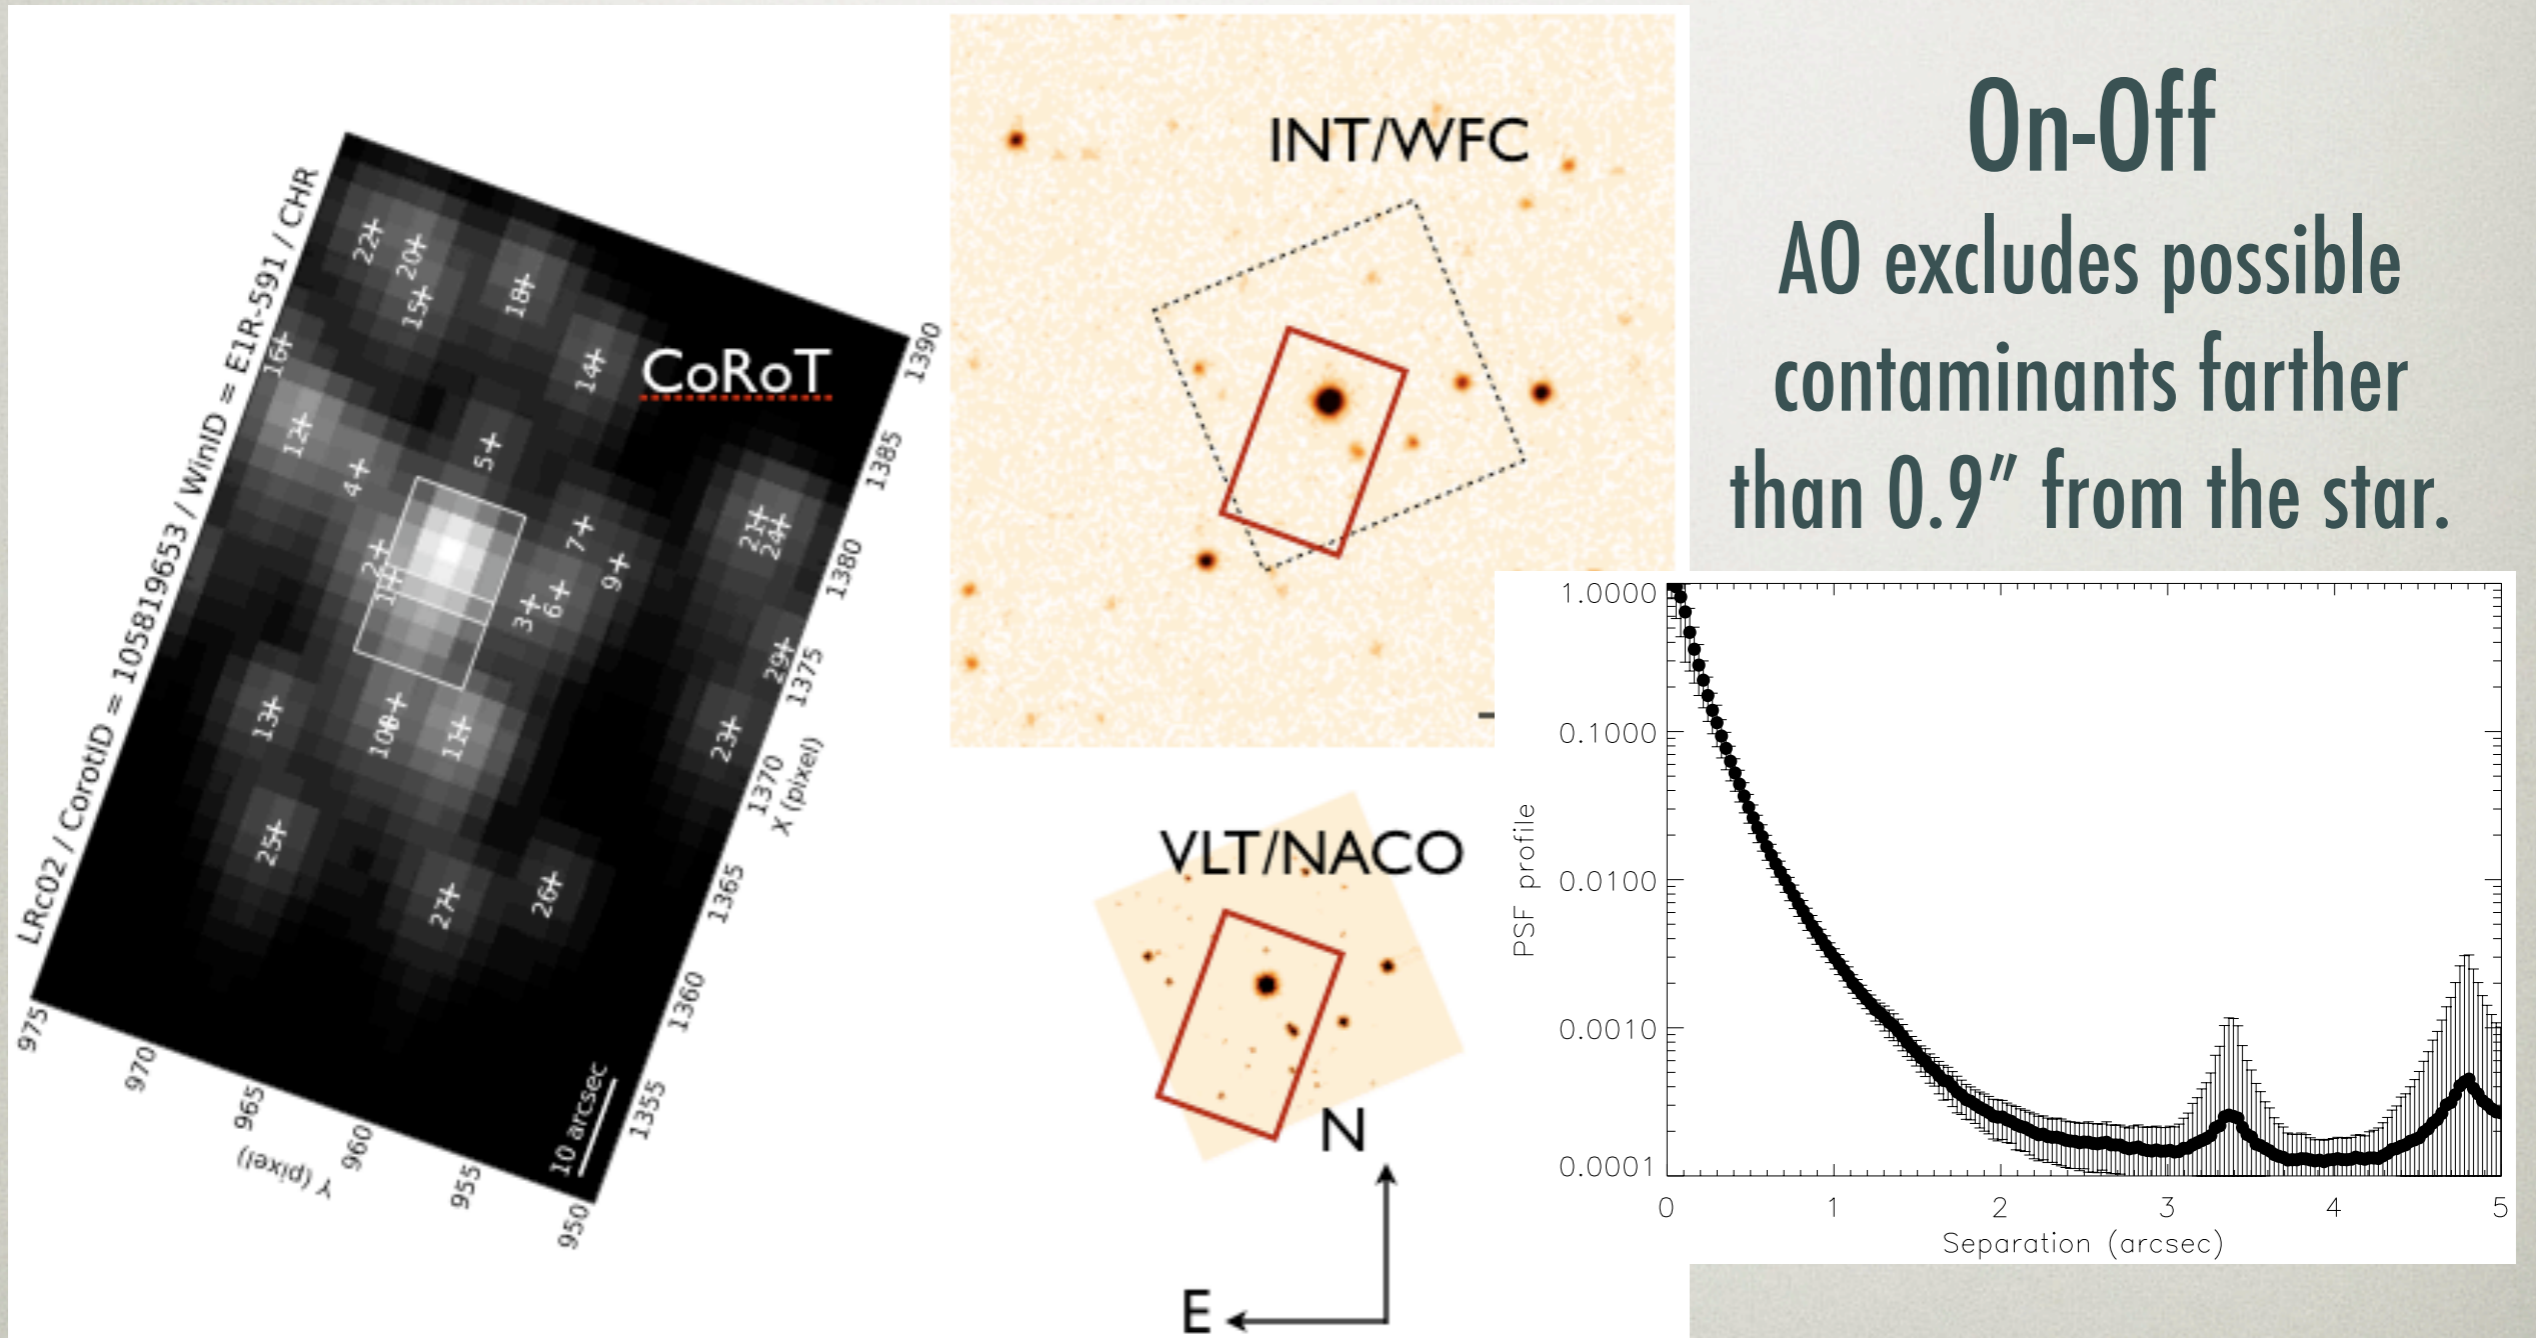 LRc02 / CorotID = 105819653 / WinID = E1R-591 / CHR
CoRoT
22
20
15
18
14
16
12
4
5
2
1
7
9
3
6
21
24
29
13
10
11
23
25
27
26
1390
1385
1380
1375
1370
1365
1360
1355
X (pixel)
975
970
965
960
955
950
Y (pixel)
10 arcsec
INT/WFC
VLT/NACO
N
E
On-Off
AO excludes possible
contaminants farther
than 0.9″ from the star.
1.0000
0.1000
0.0100
0.0010
0.0001
PSF profile
0 1 2 3 4 5
Separation (arcsec)